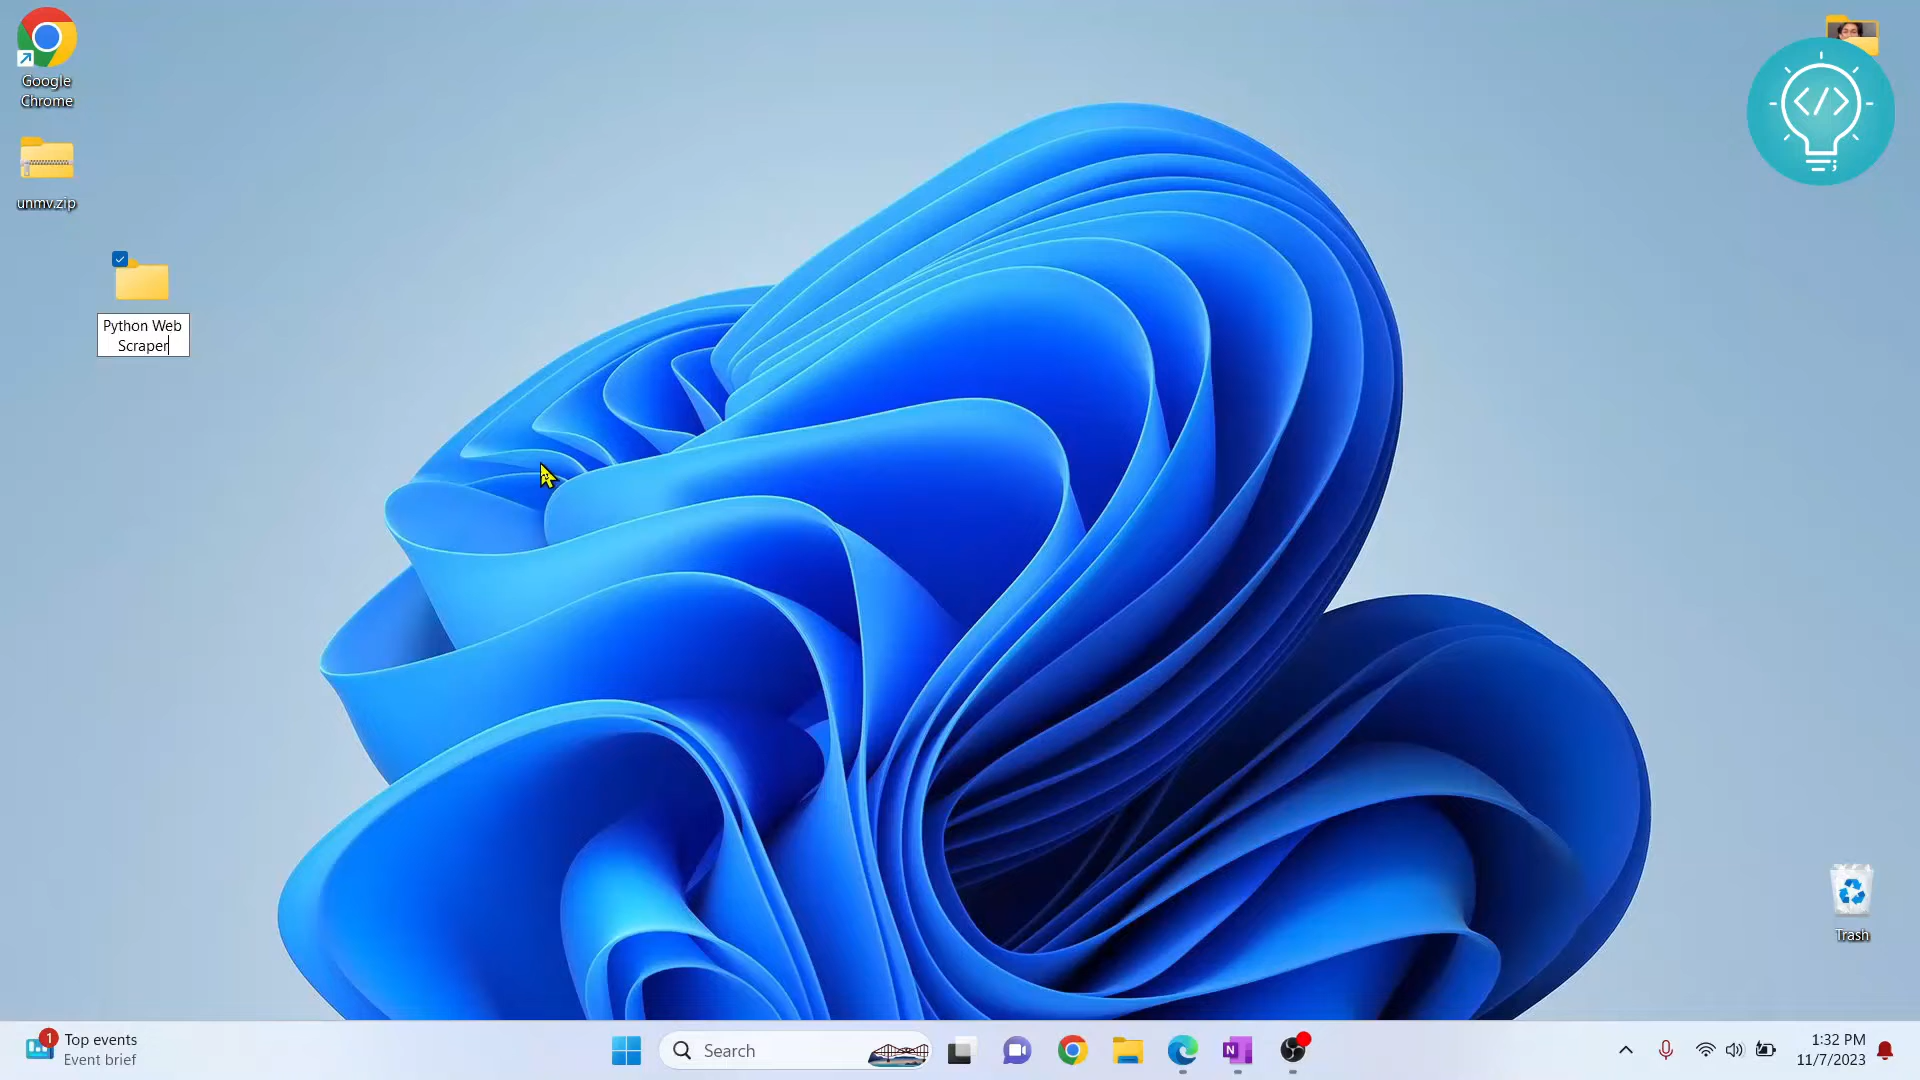 Google
Chrome
unmv.zip
Python Web
Scraper
</>
Trash
1
Top events
Event brief
Search
N
1:32 PM
11/7/2023